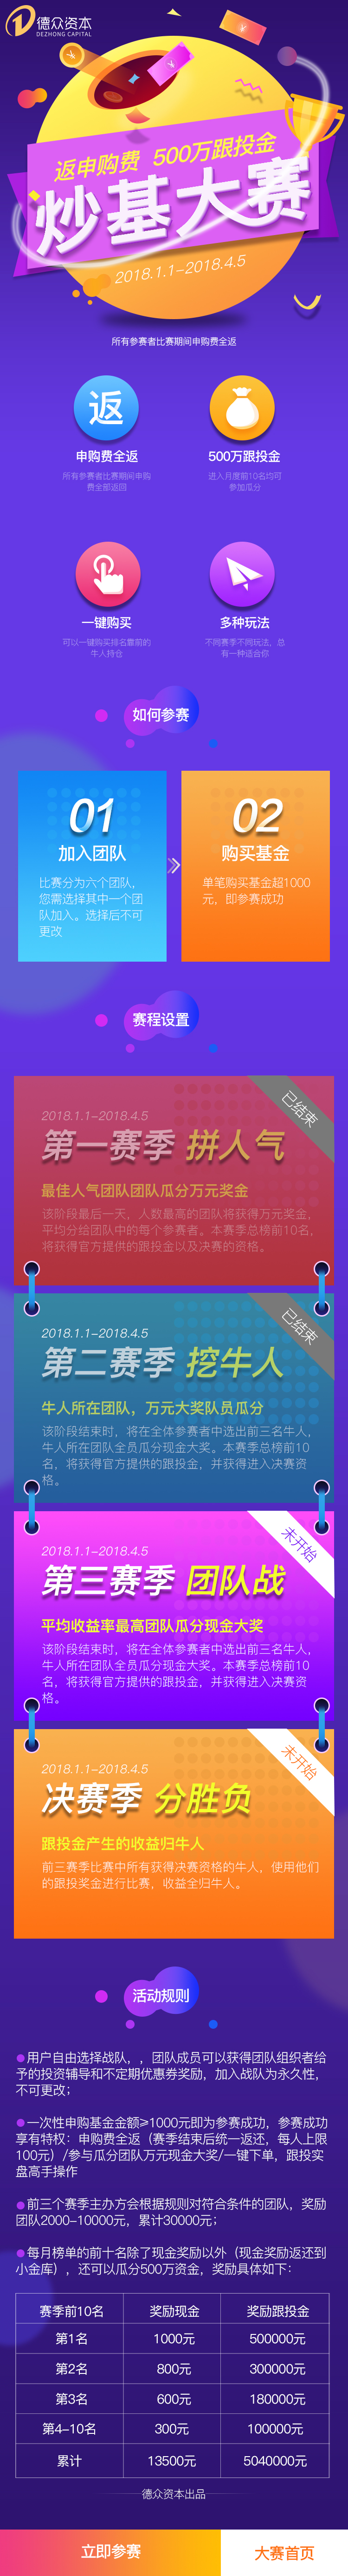 德众资本
DEZHONG CAPITAL
返申购费 500万跟投金
炒基大赛
2018.1.1-2018.4.5
所有参赛者比赛期间申购费全返
返
申购费全返
所有参赛者比赛期间申购
费全部返回
500万跟投金
进入月度前10名均可
参加瓜分
一键购买
可以一键购买排名靠前的
牛人持仓
多种玩法
不同赛季不同玩法，总
有一种适合你
如何参赛
01
加入团队
比赛分为六个团队，
您需选择其中一个团
队加入。选择后不可
更改
02
购买基金
单笔购买基金超1000
元，即参赛成功
赛程设置
已结束
2018.1.1-2018.4.5
第一赛季 拼人气
最佳人气团队团队瓜分万元奖金
该阶段最后一天，人数最高的团队将获得万元奖金，
平均分给团队中的每个参赛者。本赛季总榜前10名，
将获得官方提供的跟投金以及决赛的资格。
已结束
2018.1.1-2018.4.5
第二赛季 挖牛人
牛人所在团队，万元大奖队员瓜分
该阶段结束时，将在全体参赛者中选出前三名牛人，
牛人所在团队全员瓜分现金大奖。本赛季总榜前10
名，将获得官方提供的跟投金，并获得进入决赛资
格。
未开始
2018.1.1-2018.4.5
第三赛季 团队战
平均收益率最高团队瓜分现金大奖
该阶段结束时，将在全体参赛者中选出前三名牛人，
牛人所在团队全员瓜分现金大奖。本赛季总榜前10
名，将获得官方提供的跟投金，并获得进入决赛资
格。
未开始
2018.1.1-2018.4.5
决赛季 分胜负
跟投金产生的收益归牛人
前三赛季比赛中所有获得决赛资格的牛人，使用他们
的跟投奖金进行比赛，收益全归牛人。
活动规则
●用户自由选择战队，，团队成员可以获得团队组织者给
予的投资辅导和不定期优惠券奖励，加入战队为永久性，
不可更改；
●一次性申购基金金额≥1000元即为参赛成功，参赛成功
享有特权：申购费全返（赛季结束后统一返还，每人上限
100元）/参与瓜分团队万元现金大奖/一键下单，跟投实
盘高手操作
●前三个赛季主办方会根据规则对符合条件的团队，奖励
团队2000-10000元，累计30000元；
●每月榜单的前十名除了现金奖励以外（现金奖励返还到
小金库），还可以瓜分500万资金，奖励具体如下：
赛季前10名 奖励现金 奖励跟投金
第1名 1000元 500000元
第2名 800元 300000元
第3名 600元 180000元
第4-10名 300元 100000元
累计 13500元 5040000元
德众资本出品
立即参赛 大赛首页